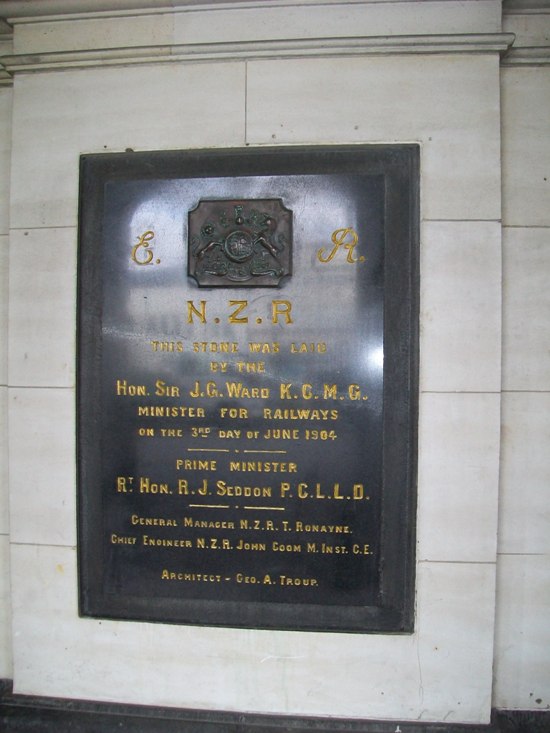 E. R.
N.Z.R
THIS STONE WAS LAID
BY THE
HON. SIR J.G. WARD K.C.M.G.
MINISTER FOR RAILWAYS
ON THE 3RD DAY OF JUNE 1904
PRIME MINISTER
RT HON. R.J. SEDDON P.C.L.L.D.
GENERAL MANAGER N.Z.R. T. RONAYNE.
CHIEF ENGINEER N.Z.R. JOHN COOM M. INST. C.E.
ARCHITECT - GEO. A. TROUP.